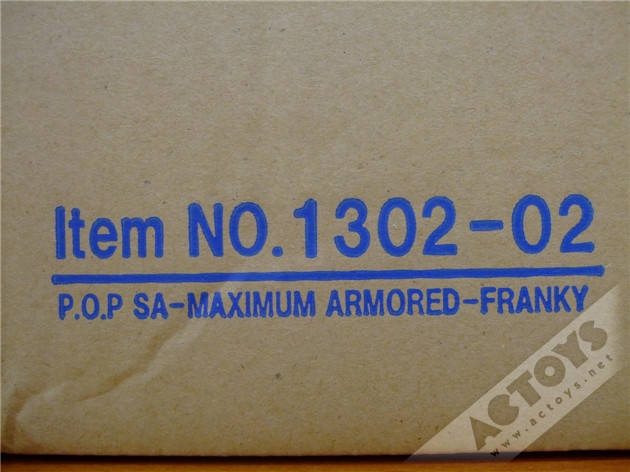 Item NO.1302-02
P.O.P SA-MAXIMUM ARMORED-FRANKY
ACTOYS
www.actoys.net